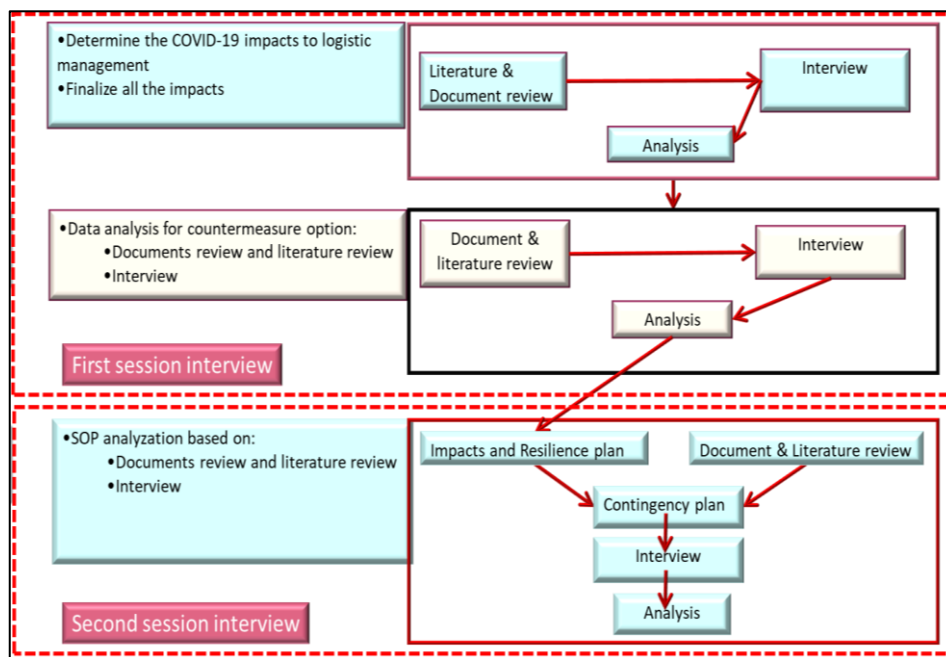 •Determine the COVID-19 impacts to logistic
management
•Finalize all the impacts
Literature &
Document review
Interview
Analysis
•Data analysis for countermeasure option:
•Documents review and literature review
•Interview
Document &
literature review
Interview
Analysis
First session interview
•SOP analyzation based on:
•Documents review and literature review
•Interview
Impacts and Resilience plan
Document & Literature review
Contingency plan
Interview
Analysis
Second session interview